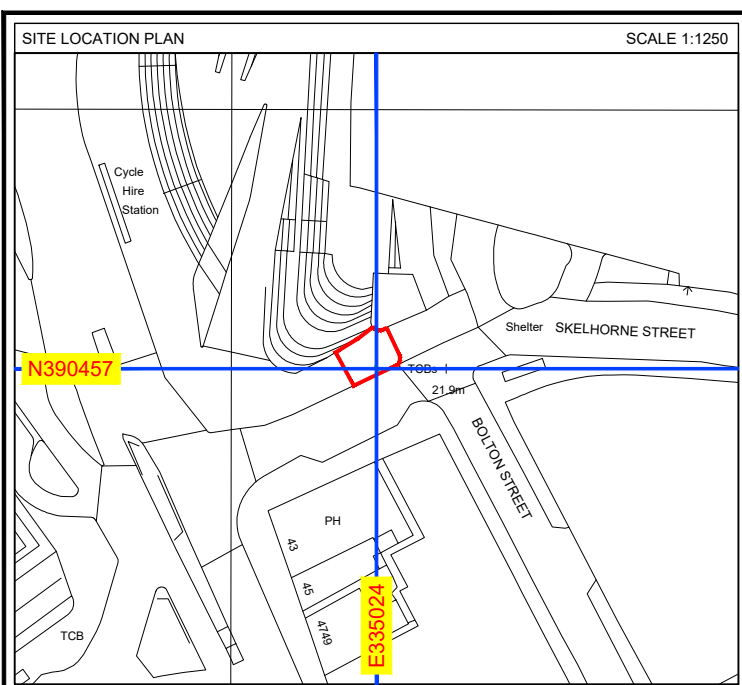 SITE LOCATION PLAN
SCALE 1:1250
Cycle
Hire
Station
Shelter
SKELHORNE STREET
N390457
TCBs
21.9m
BOLTON STREET
PH
43
45
4749
E335024
TCB